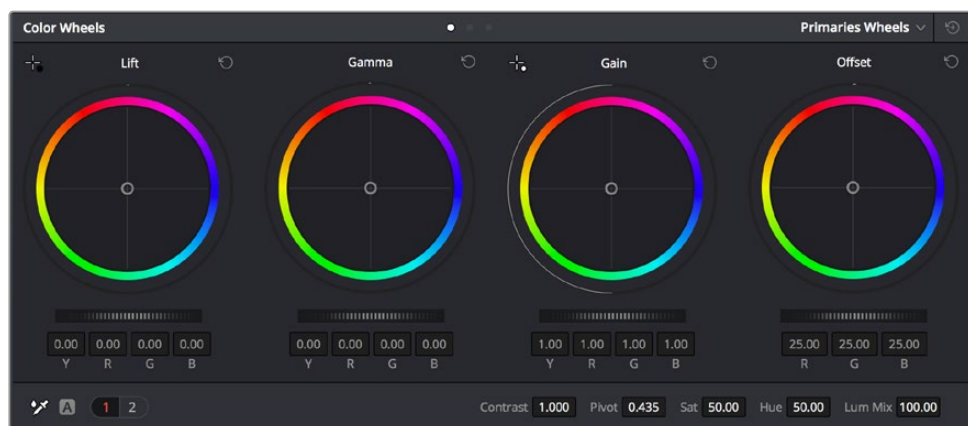 Color Wheels Primaries Wheels
Lift Gamma Gain Offset
0.00 0.00 0.00 0.00 0.00 0.00 0.00 0.00 1.00 1.00 1.00 1.00 25.00 25.00 25.00
Y R G B Y R G B Y R G B R G B
A 1 2 Contrast 1.000 Pivot 0.435 Sat 50.00 Hue 50.00 Lum Mix 100.00